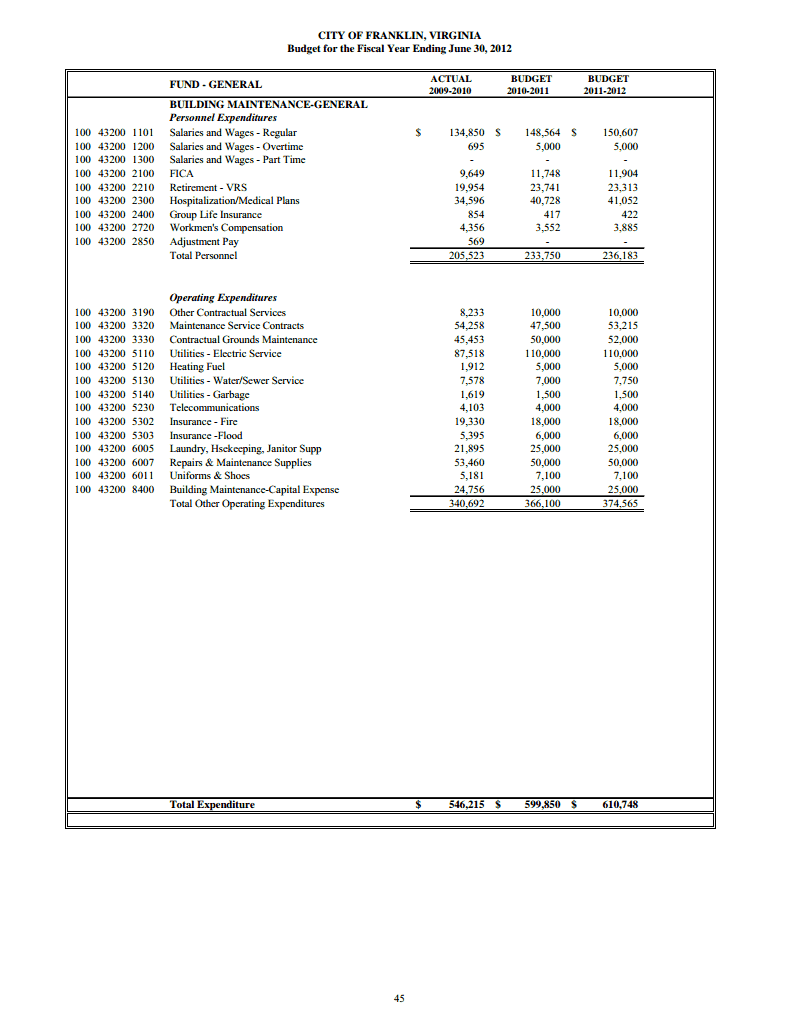 CITY OF FRANKLIN, VIRGINIA
Budget for the Fiscal Year Ending June 30, 2012
FUND - GENERAL ACTUAL 2009-2010 BUDGET 2010-2011 BUDGET 2011-2012
BUILDING MAINTENANCE-GENERAL
Personnel Expenditures
100 43200 1101 Salaries and Wages - Regular $ 134,850 $ 148,564 $ 150,607
100 43200 1200 Salaries and Wages - Overtime 695 5,000 5,000
100 43200 1300 Salaries and Wages - Part Time - - -
100 43200 2100 FICA 9,649 11,748 11,904
100 43200 2210 Retirement - VRS 19,954 23,741 23,313
100 43200 2300 Hospitalization/Medical Plans 34,596 40,728 41,052
100 43200 2400 Group Life Insurance 854 417 422
100 43200 2720 Workmen's Compensation 4,356 3,552 3,885
100 43200 2850 Adjustment Pay 569 - -
Total Personnel 205,523 233,750 236,183
Operating Expenditures
100 43200 3190 Other Contractual Services 8,233 10,000 10,000
100 43200 3320 Maintenance Service Contracts 54,258 47,500 53,215
100 43200 3330 Contractual Grounds Maintenance 45,453 50,000 52,000
100 43200 5110 Utilities - Electric Service 87,518 110,000 110,000
100 43200 5120 Heating Fuel 1,912 5,000 5,000
100 43200 5130 Utilities - Water/Sewer Service 7,578 7,000 7,750
100 43200 5140 Utilities - Garbage 1,619 1,500 1,500
100 43200 5230 Telecommunications 4,103 4,000 4,000
100 43200 5302 Insurance - Fire 19,330 18,000 18,000
100 43200 5303 Insurance -Flood 5,395 6,000 6,000
100 43200 6005 Laundry, Hsekeeping, Janitor Supp 21,895 25,000 25,000
100 43200 6007 Repairs & Maintenance Supplies 53,460 50,000 50,000
100 43200 6011 Uniforms & Shoes 5,181 7,100 7,100
100 43200 8400 Building Maintenance-Capital Expense 24,756 25,000 25,000
Total Other Operating Expenditures 340,692 366,100 374,565
Total Expenditure $ 546,215 $ 599,850 $ 610,748
45